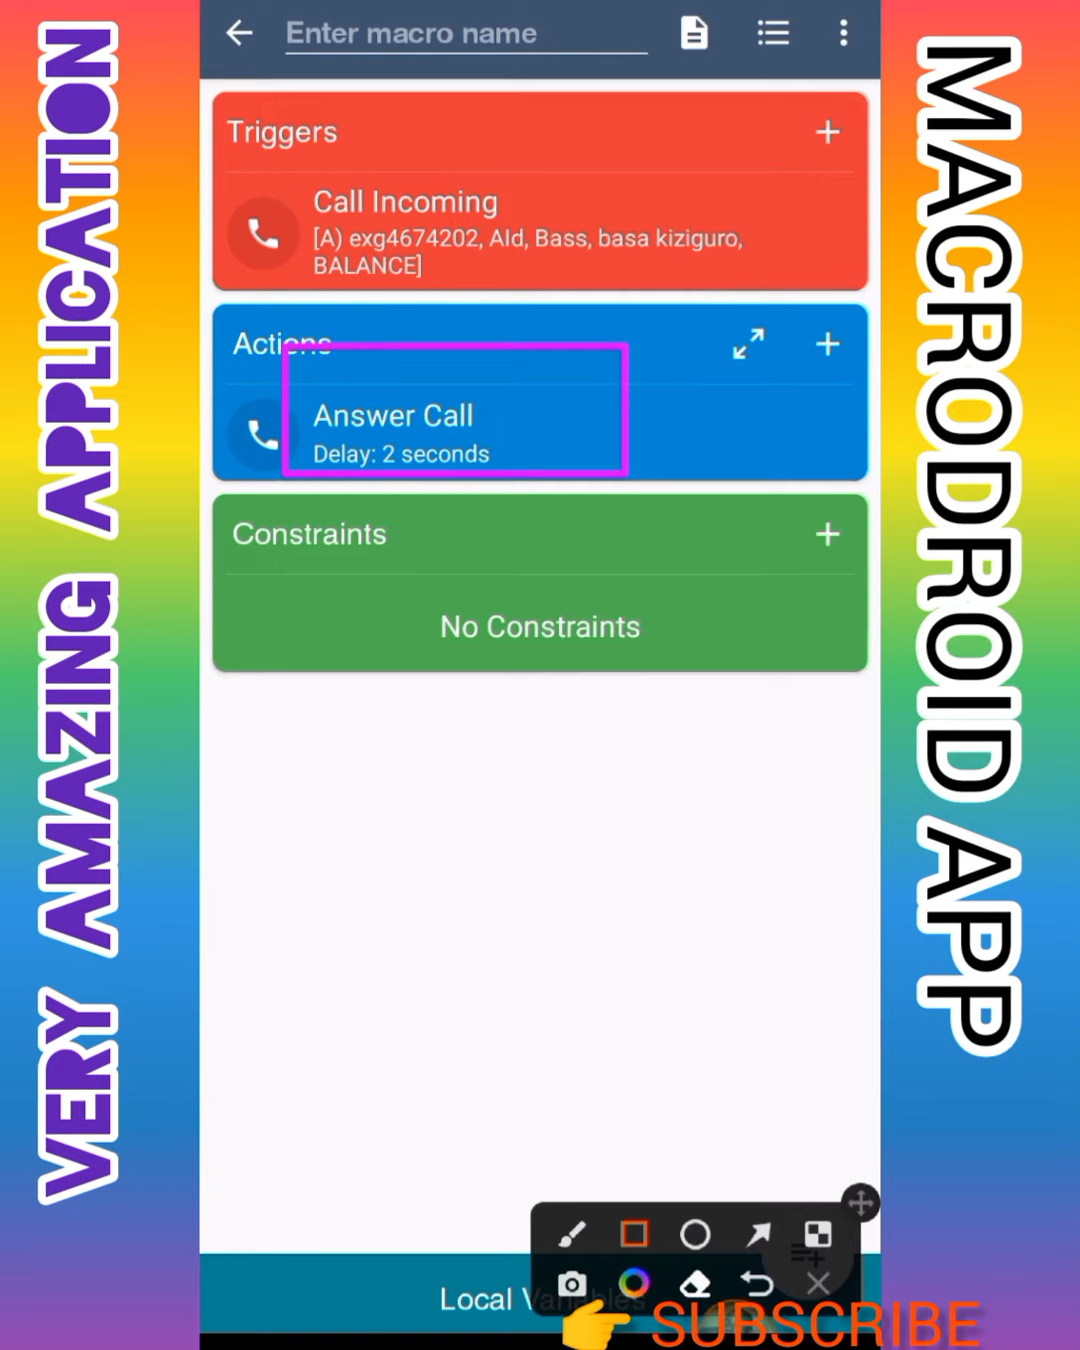 VERY AMAZING APPLICATION
Enter macro name
Triggers
Call Incoming
[A) exg4674202, Ald, Bass, basa kiziguro,
BALANCE]
Actions
Answer Call
Delay: 2 seconds
Constraints
No Constraints
Local Variables
SUBSCRIBE
MACRODROID APP